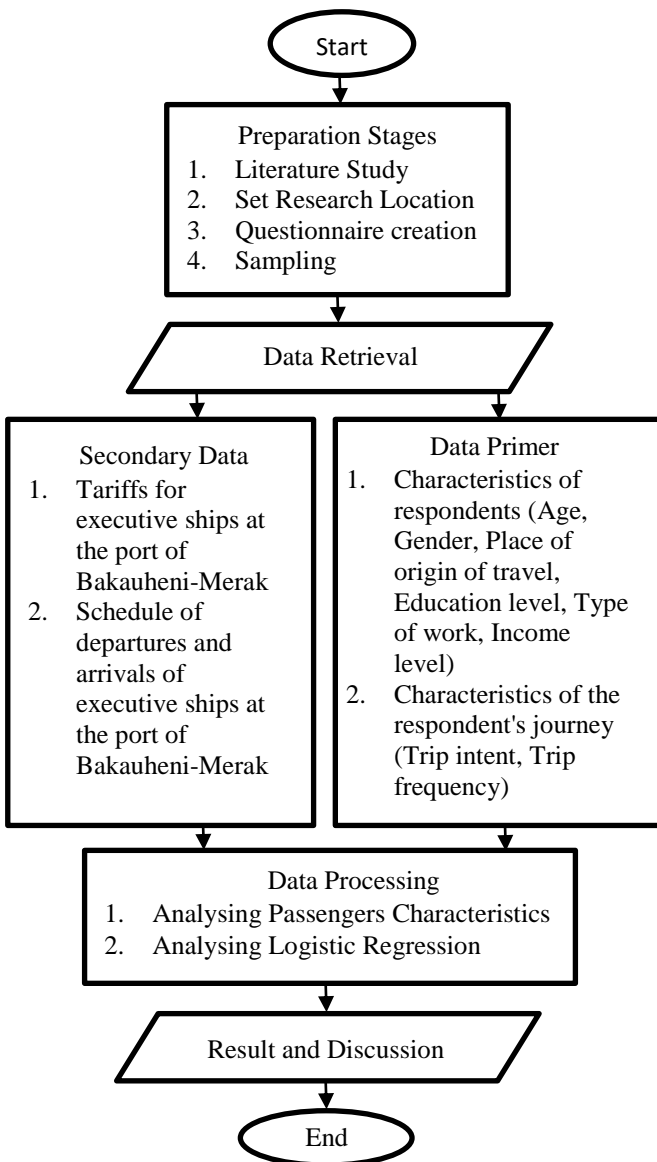 Start
Preparation Stages
1. Literature Study
2. Set Research Location
3. Questionnaire creation
4. Sampling
Data Retrieval
Secondary Data
1. Tariffs for
executive ships at
the port of
Bakauheni-Merak
2. Schedule of
departures and
arrivals of
executive ships at
the port of
Bakauheni-Merak
Data Primer
1. Characteristics of
respondents (Age,
Gender, Place of
origin of travel,
Education level, Type
of work, Income
level)
2. Characteristics of the
respondent's journey
(Trip intent, Trip
frequency)
Data Processing
1. Analysing Passengers Characteristics
2. Analysing Logistic Regression
Result and Discussion
End